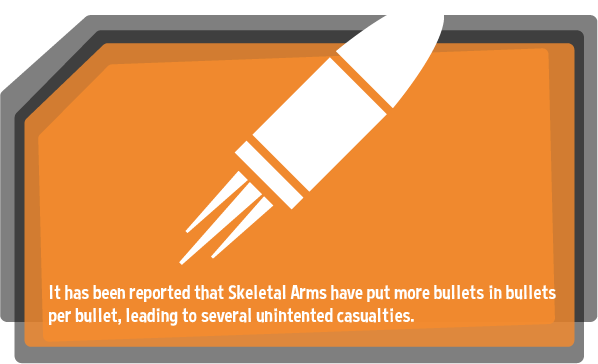 It has been reported that Skeletal Arms have put more bullets in bullets
per bullet, leading to several unintented casualties.